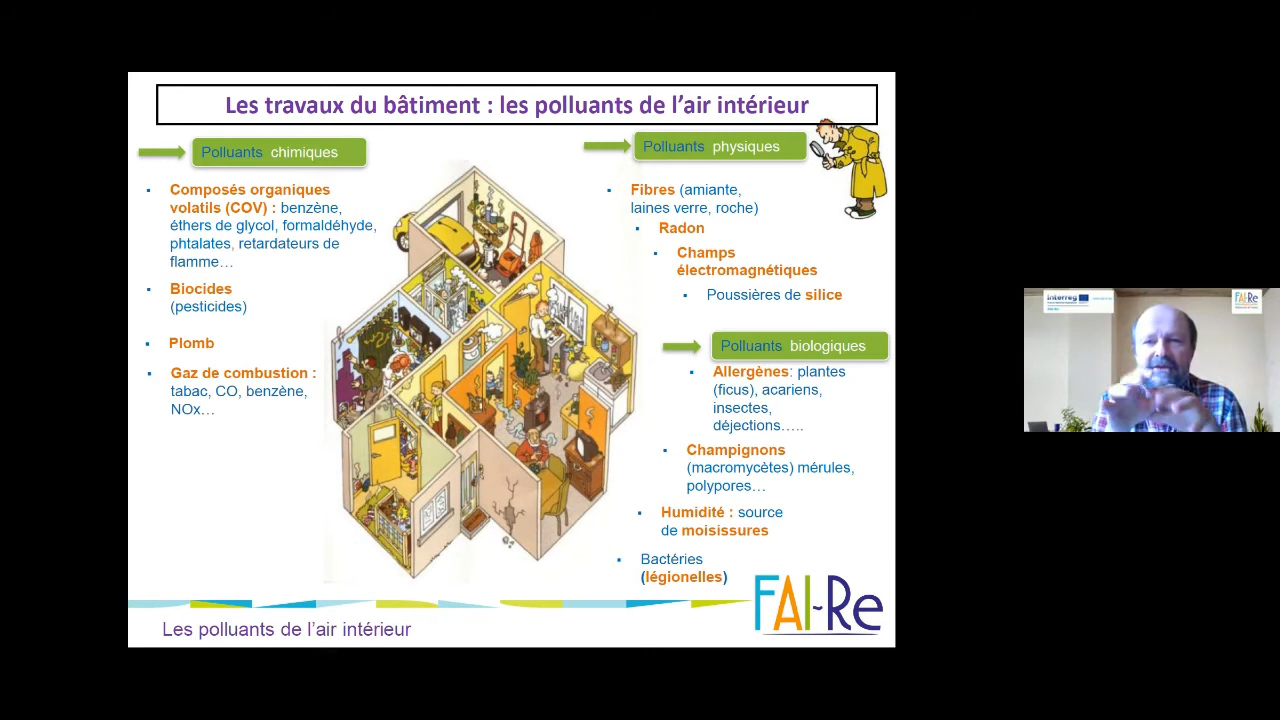 Les travaux du bâtiment : les polluants de l'air intérieur
Polluants chimiques
Composés organiques
volatils (COV) : benzène,
éthers de glycol, formaldéhyde,
phtalates, retardateurs de
flamme…
Biocides
(pesticides)
Plomb
Gaz de combustion :
tabac, CO, benzène,
NOx…
Polluants physiques
Fibres (amiante,
laines verre, roche)
Radon
Champs
électromagnétiques
Poussières de silice
Polluants biologiques
Allergènes: plantes
(ficus), acariens,
insectes,
déjections…..
Champignons
(macromycètes) mérules,
polypores…
Humidité : source
de moisissures
Bactéries
(légionelles)
FAI~Re
Les polluants de l'air intérieur
Interreg
FAI-Re